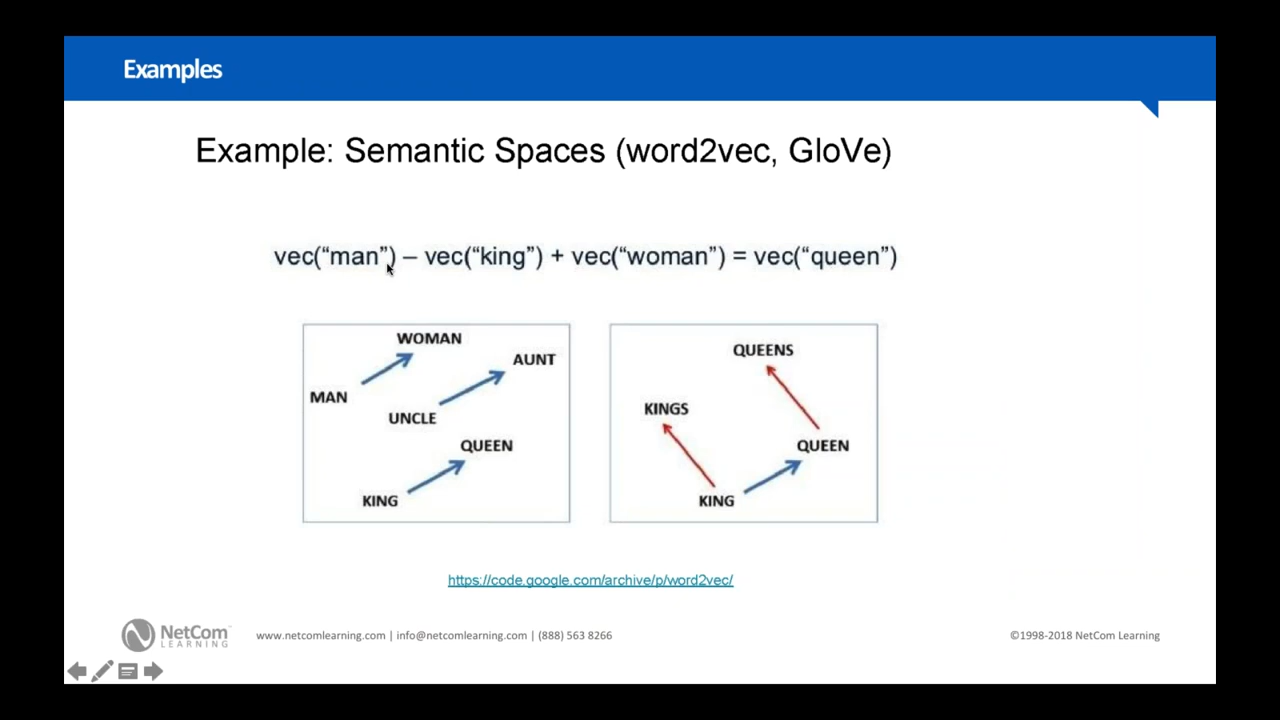 Examples
Example: Semantic Spaces (word2vec, GloVe)
vec(“man”) – vec(“king”) + vec(“woman”) = vec(“queen”)
WOMAN
AUNT
MAN
UNCLE
QUEEN
KING
QUEENS
KINGS
QUEEN
KING
https://code.google.com/archive/p/word2vec/
NetCom
LEARNING
www.netcomlearning.com | info@netcomlearning.com | (888) 563 8266
©1998-2018 NetCom Learning